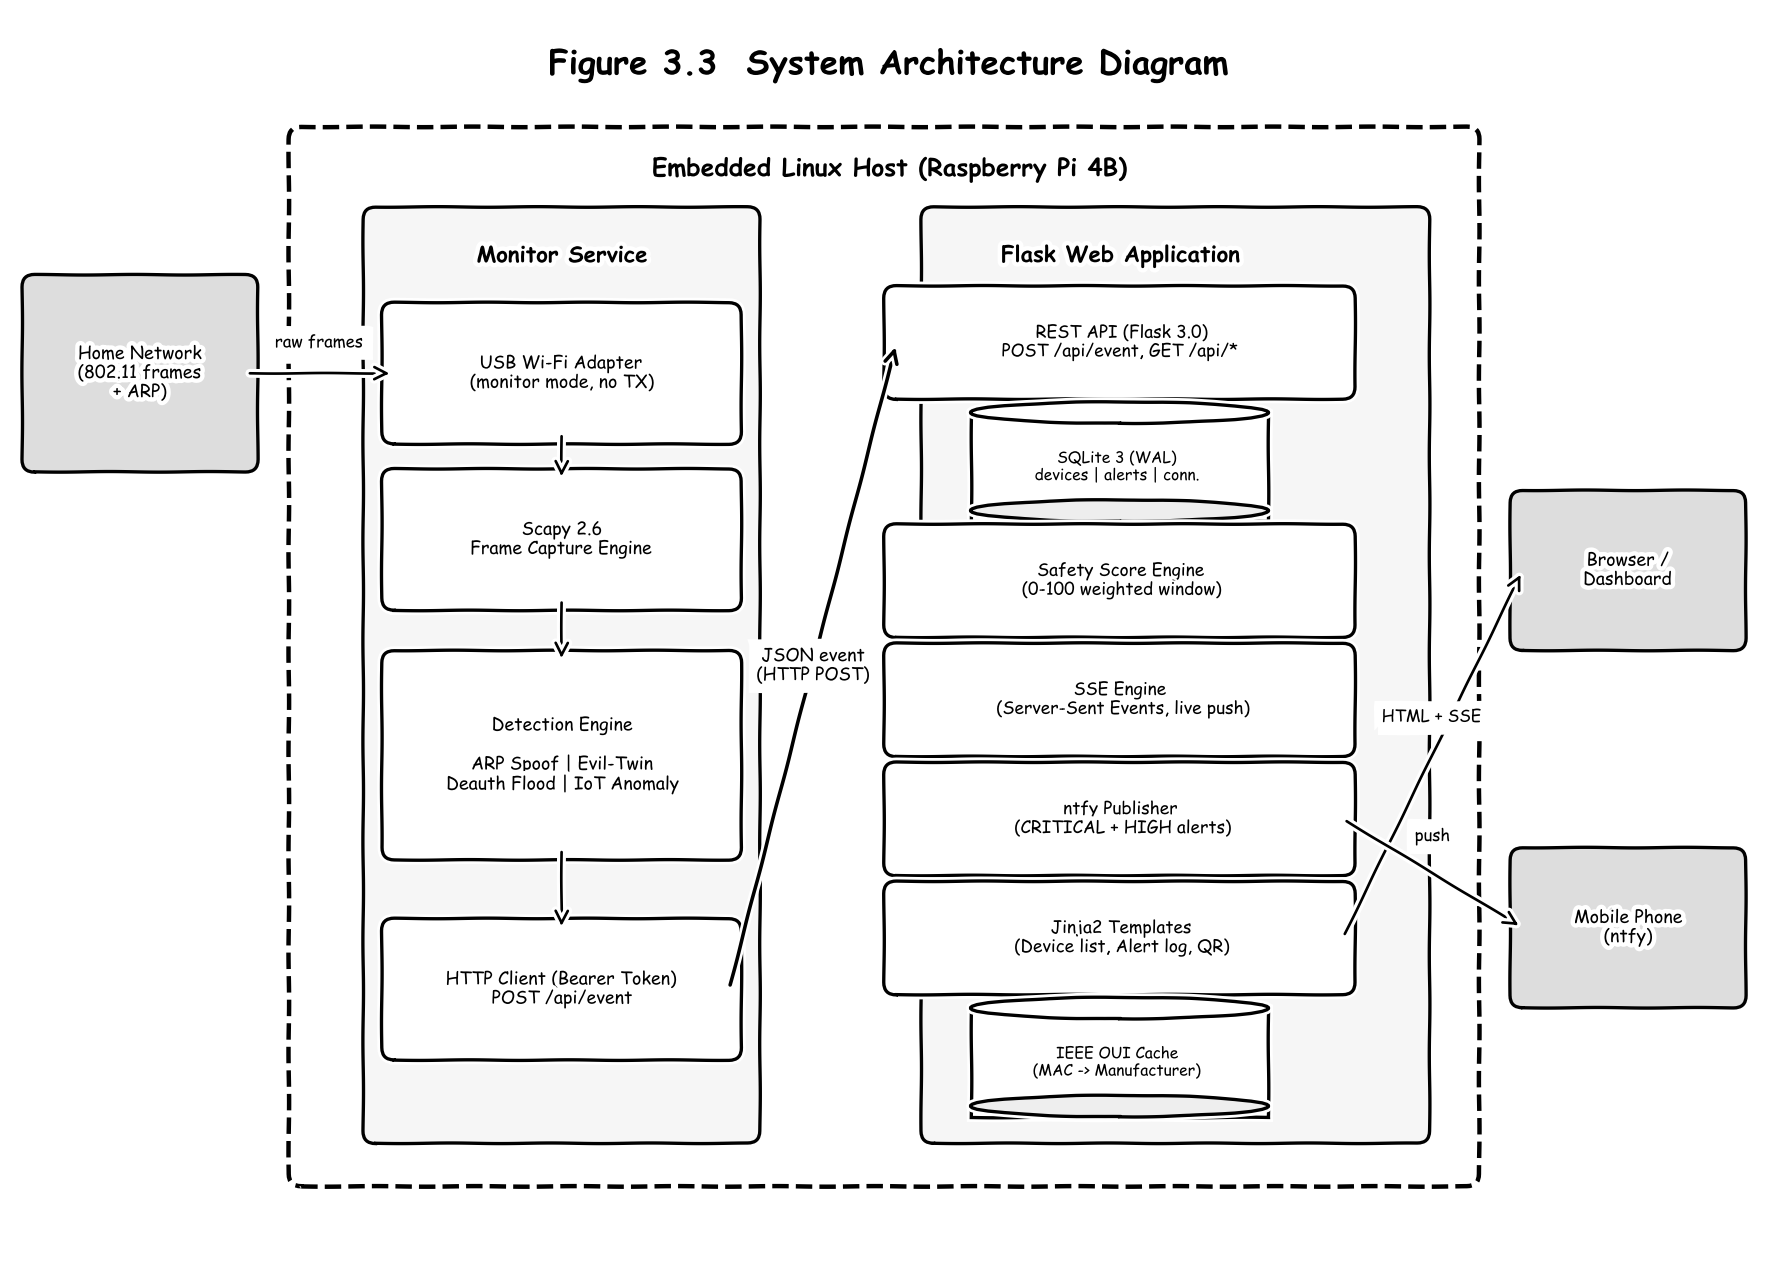 Figure 3.3  System Architecture Diagram
Embedded Linux Host (Raspberry Pi 4B)
Monitor Service
Flask Web Application
Home Network
(802.11 frames
+ ARP)
raw frames
USB Wi-Fi Adapter
(monitor mode, no TX)
Scapy 2.6
Frame Capture Engine
Detection Engine
ARP Spoof | Evil-Twin
Deauth Flood | IoT Anomaly
HTTP Client (Bearer Token)
POST /api/event
JSON event
(HTTP POST)
REST API (Flask 3.0)
POST /api/event, GET /api/*
SQLite 3 (WAL)
devices | alerts | conn.
Safety Score Engine
(0-100 weighted window)
SSE Engine
(Server-Sent Events, live push)
ntfy Publisher
(CRITICAL + HIGH alerts)
Jinja2 Templates
(Device list, Alert log, QR)
IEEE OUI Cache
(MAC -> Manufacturer)
HTML + SSE
push
Browser /
Dashboard
Mobile Phone
(ntfy)